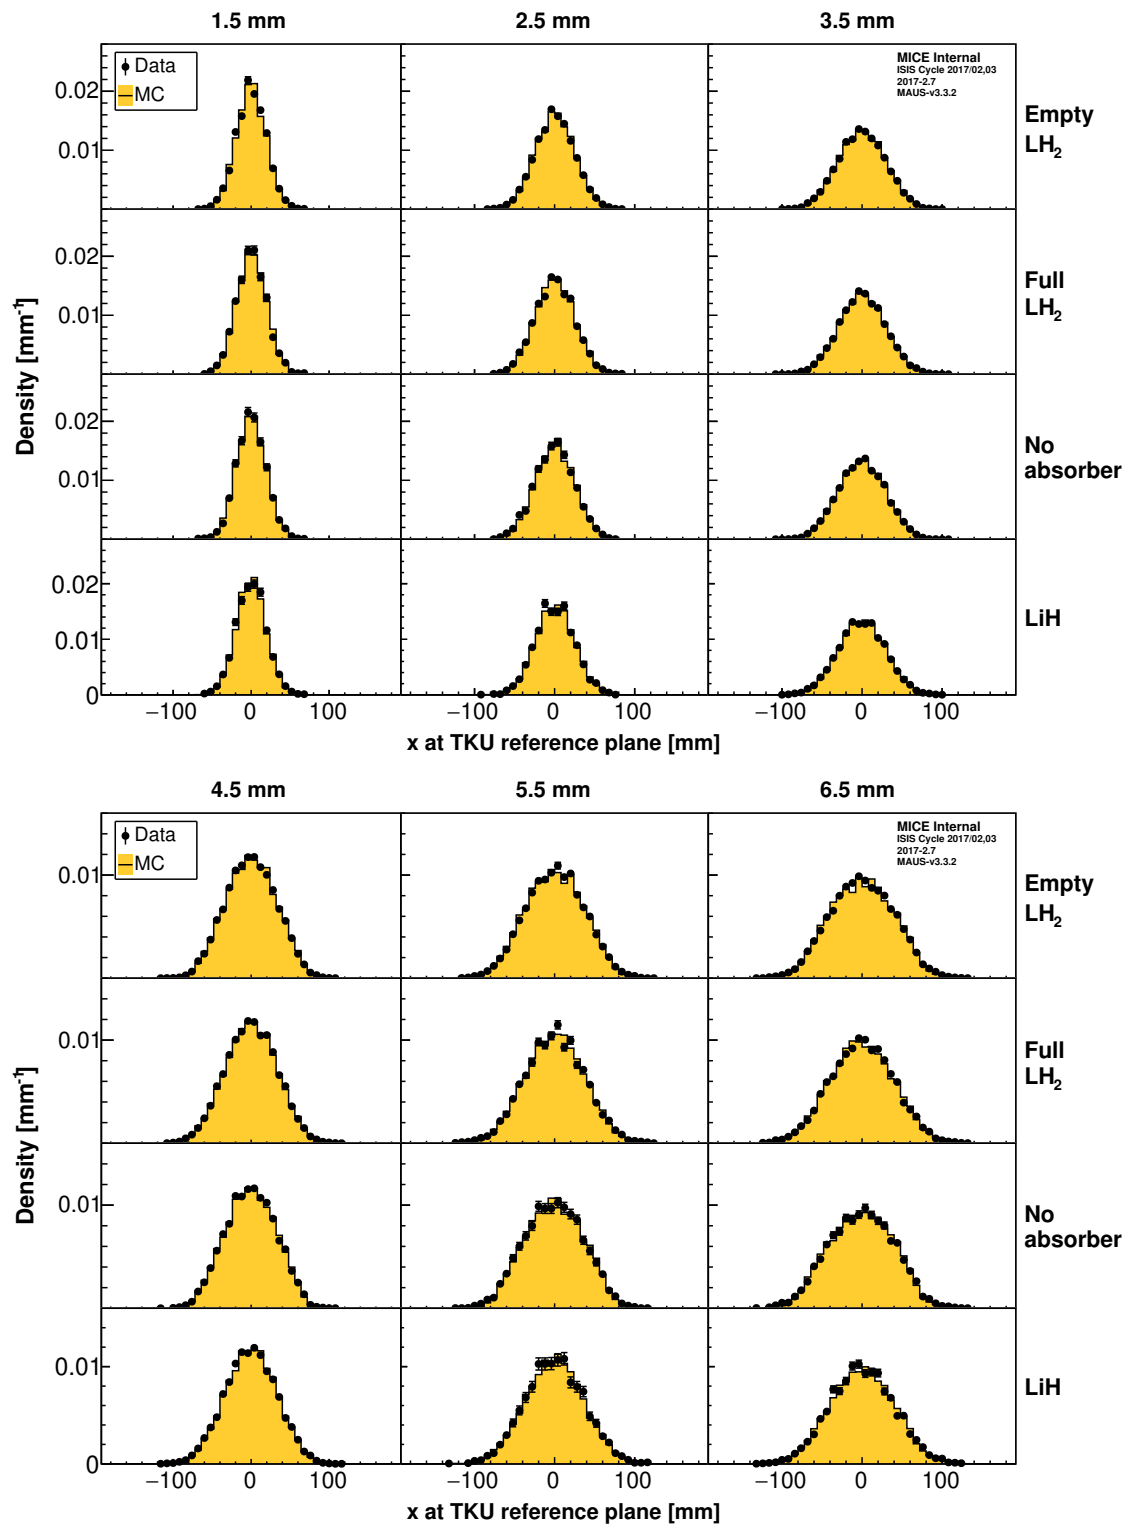 1.5 mm 2.5 mm 3.5 mm
Data
MC
MICE Internal
ISIS Cycle 2017/02,03
2017-2.7
MAUS-v3.3.2
0.02
0.01
Empty
LH2
0.02
0.01
Full
LH2
0.02
0.01
No
absorber
0.02
0.01
0
LiH
Density [mm-1]
−100 0 100 −100 0 100 −100 0 100
x at TKU reference plane [mm]
4.5 mm 5.5 mm 6.5 mm
Data
MC
MICE Internal
ISIS Cycle 2017/02,03
2017-2.7
MAUS-v3.3.2
0.01
Empty
LH2
0.01
Full
LH2
0.01
No
absorber
0.01
0
LiH
Density [mm-1]
−100 0 100 −100 0 100 −100 0 100
x at TKU reference plane [mm]